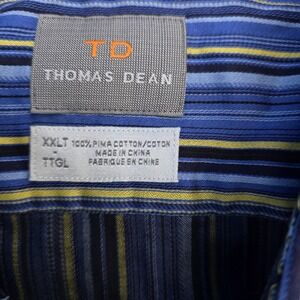 TD
THOMAS DEAN
XXLT 100% PIMA COTTON/COTON
- MADE IN CHINA
TTGL FABRIQUE EN CHINE